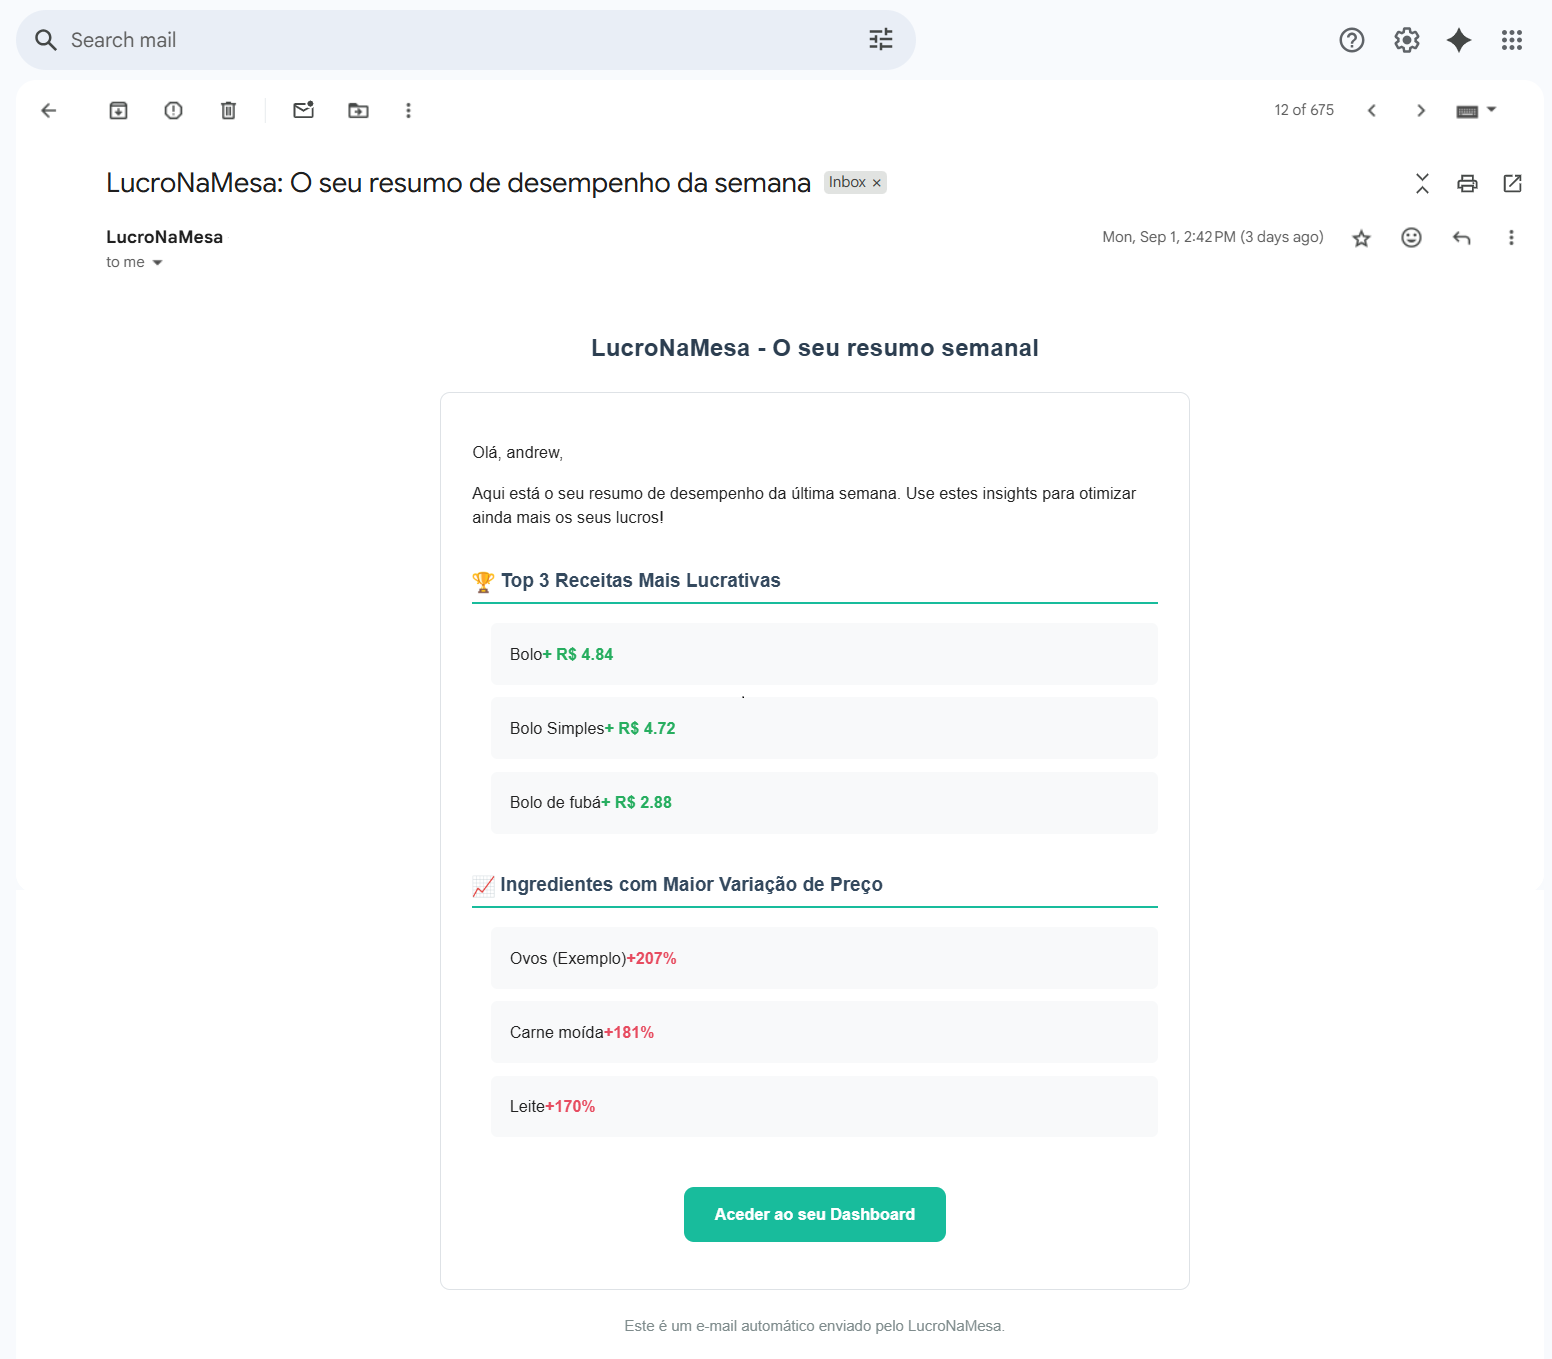 Search mail
12 of 675
LucroNaMesa: O seu resumo de desempenho da semana Inbox ×
LucroNaMesa
Mon, Sep 1, 2:42 PM (3 days ago)
to me
LucroNaMesa - O seu resumo semanal
Olá, andrew,
Aqui está o seu resumo de desempenho da última semana. Use estes insights para otimizar
ainda mais os seus lucros!
🏆 Top 3 Receitas Mais Lucrativas
Bolo+ R$ 4.84
Bolo Simples+ R$ 4.72
Bolo de fubá+ R$ 2.88
📈 Ingredientes com Maior Variação de Preço
Ovos (Exemplo)+207%
Carne moída+181%
Leite+170%
Aceder ao seu Dashboard
Este é um e-mail automático enviado pelo LucroNaMesa.